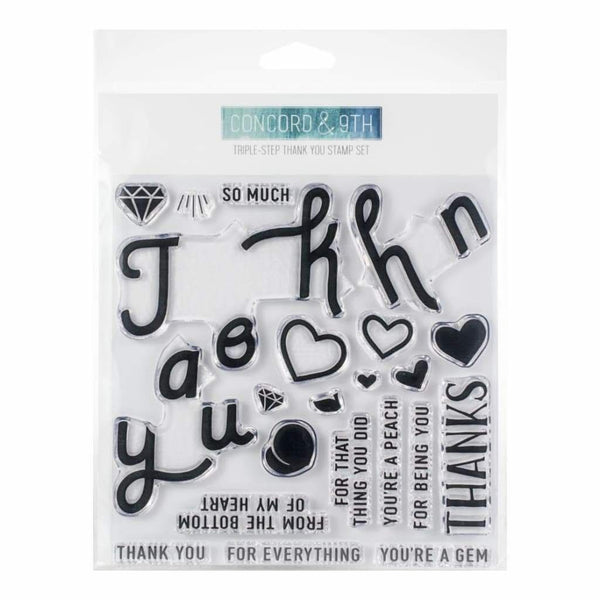 CONCORD & 9TH
TRIPLE-STEP THANK YOU STAMP SET
SO MUCH
T k h n
a o
y u
THANKS
FOR THAT
THING YOU DID
YOU'RE A PEACH
FOR BEING YOU
FROM THE BOTTOM
OF MY HEART
THANK YOU FOR EVERYTHING YOU'RE A GEM